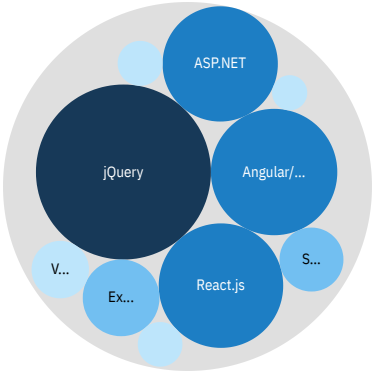 ASP.NET
jQuery
Angular/...
V...
Ex...
React.js
S...